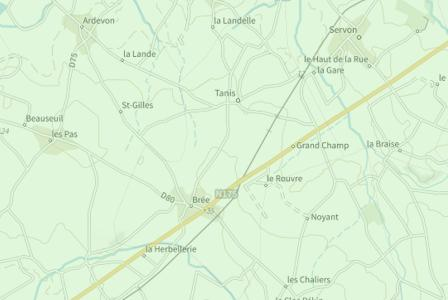 Ardevon
la Landelle
Servon
la Lande
D75
le Haut de la Rue
la Gare
le
Tanis
St-Gilles
Beauseuil
les Pas
Grand Champ
la Braise
le Rouvre
D80
Brée
N175
Noyant
la Herbellerie
les Chaliers